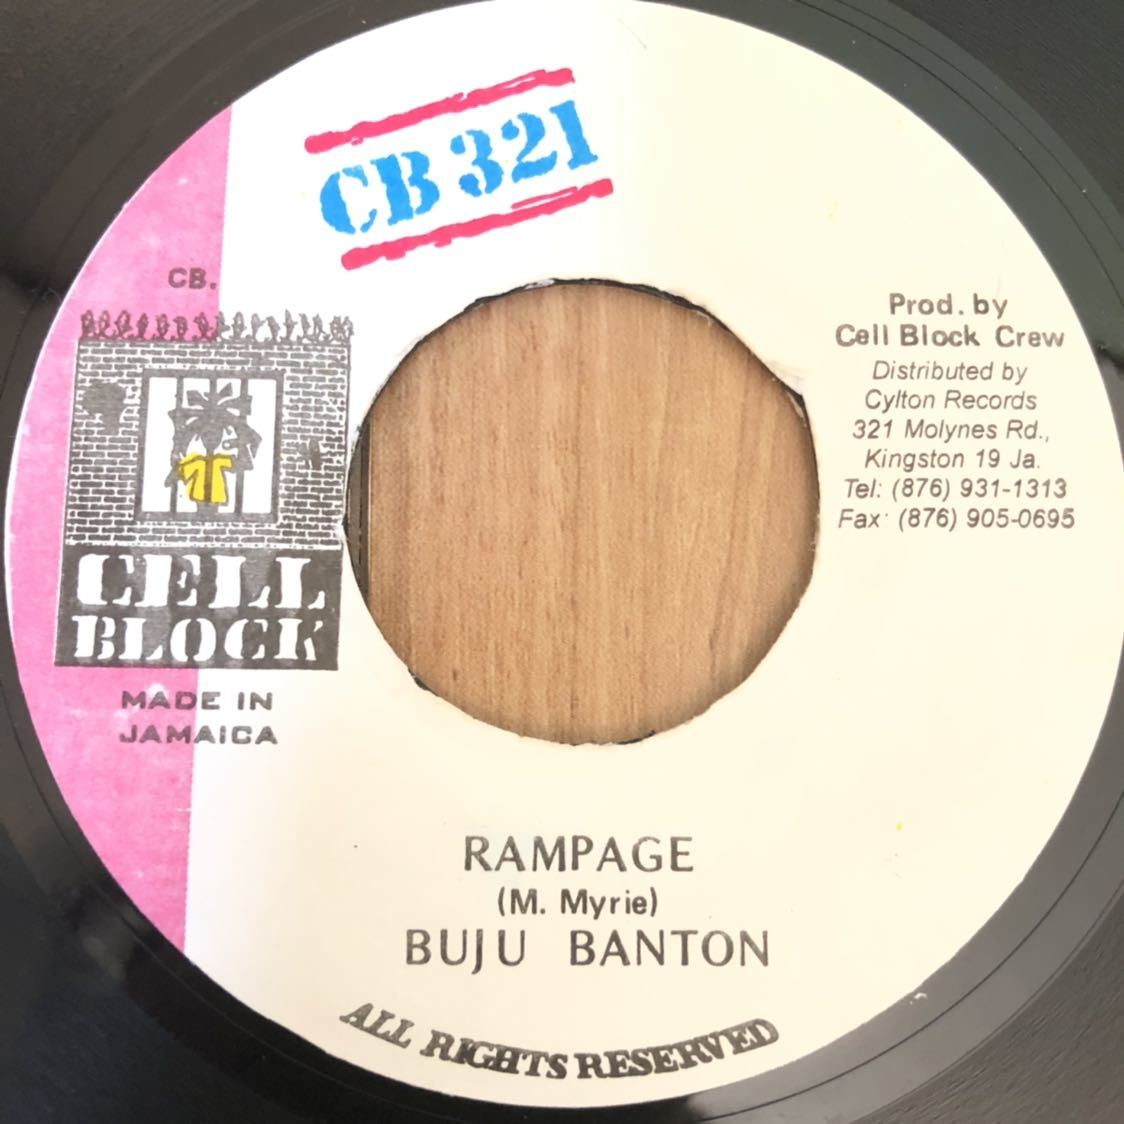 CB 321
CB.
CELL
BLOCK
MADE IN
JAMAICA
Prod. by
Cell Block Crew
Distributed by
Cylton Records
321 Molynes Rd.,
Kingston 19 Ja.
Tel: (876) 931-1313
Fax: (876) 905-0695
RAMPAGE
(M. Myrie)
BUJU BANTON
ALL RIGHTS RESERVED